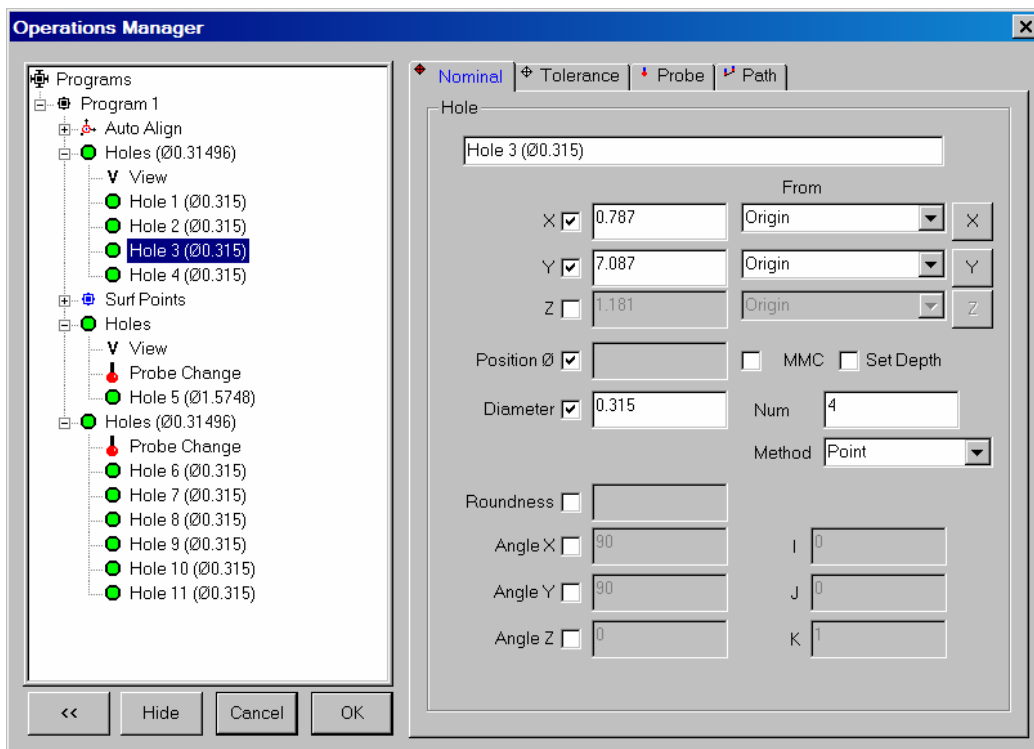 Operations Manager
Programs
Program 1
Auto Align
Holes (Ø0.31496)
V View
Hole 1 (Ø0.315)
Hole 2 (Ø0.315)
Hole 3 (Ø0.315)
Hole 4 (Ø0.315)
Surf Points
Holes
V View
Probe Change
Hole 5 (Ø1.5748)
Holes (Ø0.31496)
Probe Change
Hole 6 (Ø0.315)
Hole 7 (Ø0.315)
Hole 8 (Ø0.315)
Hole 9 (Ø0.315)
Hole 10 (Ø0.315)
Hole 11 (Ø0.315)
<< Hide Cancel OK
Nominal Tolerance Probe Path
Hole
Hole 3 (Ø0.315)
From
X 0.787 Origin X
Y 7.087 Origin Y
Z 1.181 Origin Z
Position Ø MMC Set Depth
Diameter 0.315 Num 4
Method Point
Roundness
Angle X 90 I 0
Angle Y 90 J 0
Angle Z 0 K 1